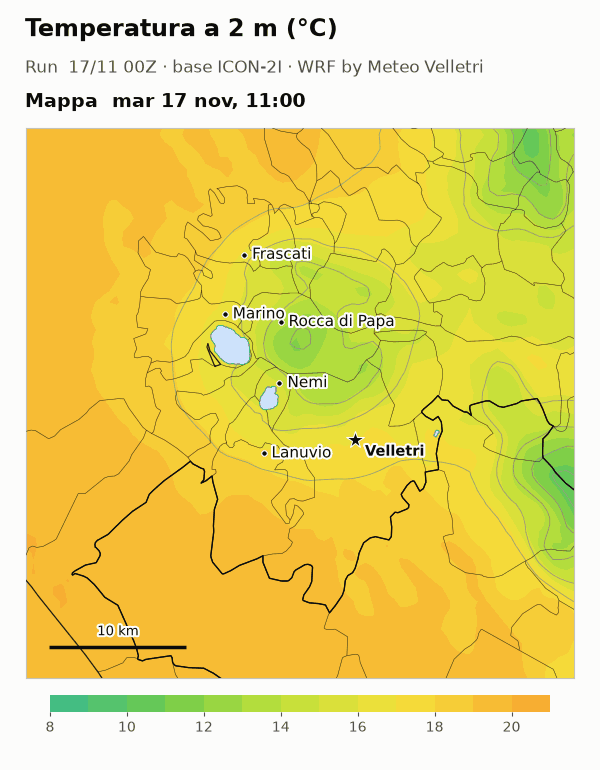 Temperatura a 2 m (°C)
Run 17/11 00Z · base ICON-2I · WRF by Meteo Velletri
Mappa mar 17 nov, 11:00
Frascati
Marino
Rocca di Papa
Nemi
Velletri
Lanuvio
10 km
8 10 12 14 16 18 20